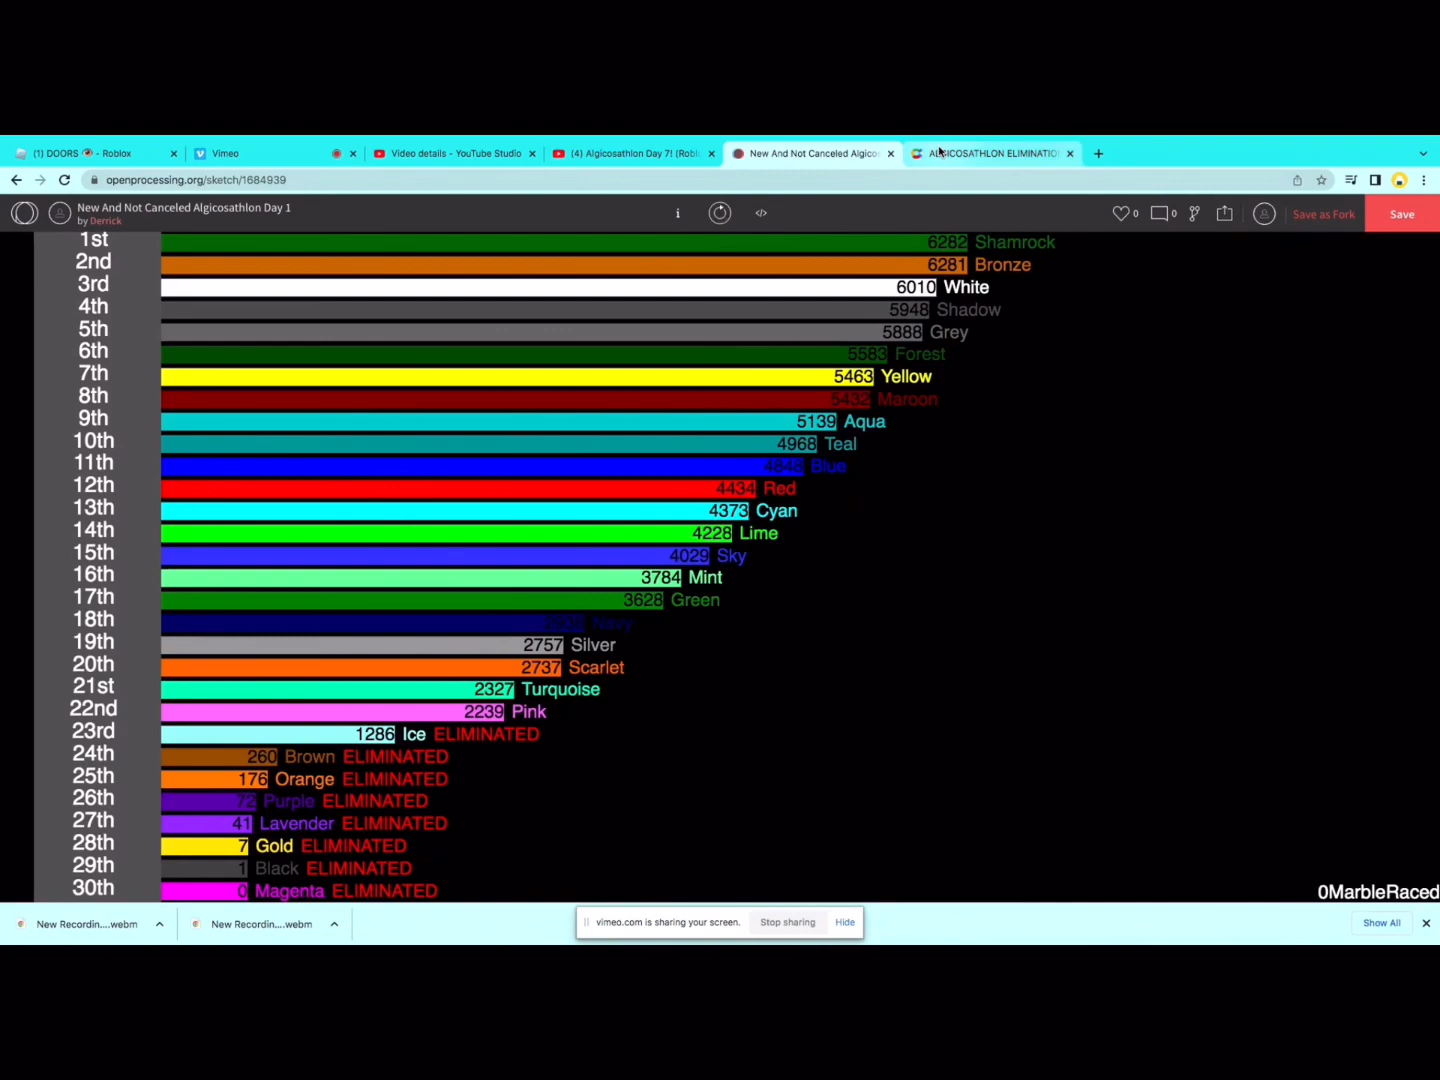 (1) DOORS 👁 - Roblox
Vimeo
Video details - YouTube Studio
(4) Algicosathlon Day 7! (Robl
New And Not Canceled Algicos
ALGICOSATHLON ELIMINATIO
openprocessing.org/sketch/1684939
New And Not Canceled Algicosathlon Day 1
by Derrick
i
</>
0
0
Save as Fork
Save
1st 6282 Shamrock
2nd 6281 Bronze
3rd 6010 White
4th 5948 Shadow
5th 5888 Grey
6th 5583 Forest
7th 5463 Yellow
8th 5432 Maroon
9th 5139 Aqua
10th 4968 Teal
11th 4848 Blue
12th 4434 Red
13th 4373 Cyan
14th 4228 Lime
15th 4029 Sky
16th 3784 Mint
17th 3628 Green
18th Navy
19th 2757 Silver
20th 2737 Scarlet
21st 2327 Turquoise
22nd 2239 Pink
23rd 1286 Ice ELIMINATED
24th 260 Brown ELIMINATED
25th 176 Orange ELIMINATED
26th 72 Purple ELIMINATED
27th 41 Lavender ELIMINATED
28th 7 Gold ELIMINATED
29th 1 Black ELIMINATED
30th 0 Magenta ELIMINATED
0MarbleRaced
New Recordin....webm
New Recordin....webm
vimeo.com is sharing your screen.
Stop sharing
Hide
Show All